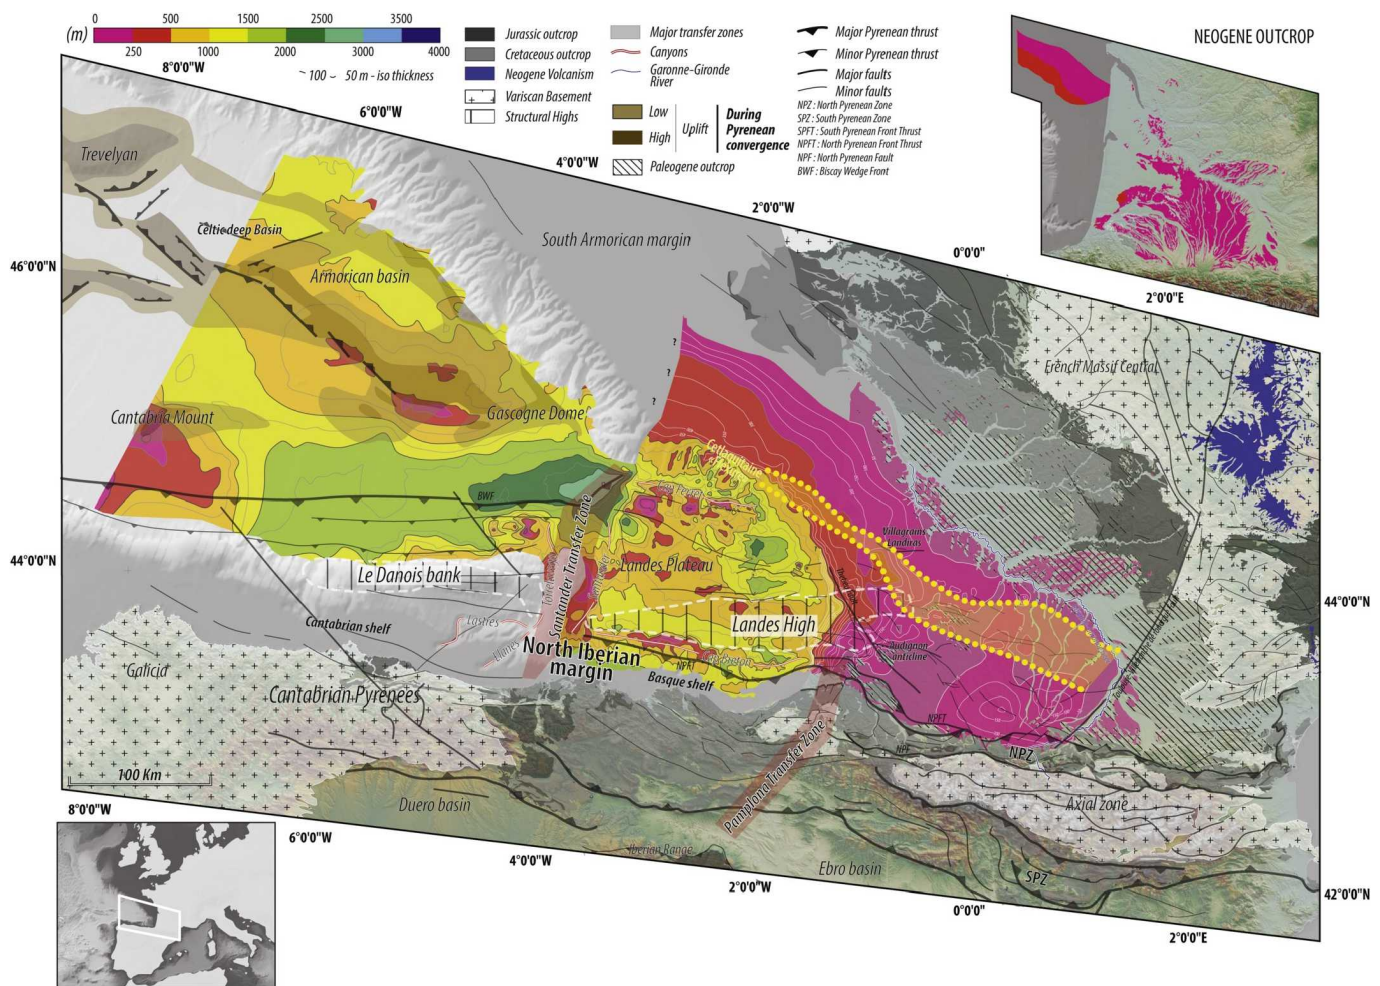 0 500 1500 2500 3500
(m)
250 1000 2000 3000 4000
100 50 m - iso thickness
Jurassic outcrop
Cretaceous outcrop
Neogene Volcanism
Variscan Basement
Structural Highs
Major transfer zones
Canyons
Garonne-Gironde
River
Low
High
Uplift
During
Pyrenean
convergence
Paleogene outcrop
Major Pyrenean thrust
Minor Pyrenean thrust
Major faults
Minor faults
NPZ : North Pyrenean Zone
SPZ : South Pyrenean Zone
SPFT : South Pyrenean Front Thrust
NPFT : North Pyrenean Front Thrust
NPF : North Pyrenean Fault
BWF : Biscay Wedge Front
NEOGENE OUTCROP
8°0'0"W
6°0'0"W
4°0'0"W
2°0'0"W
0°0'0"
2°0'0"E
46°0'0"N
44°0'0"N
44°0'0"N
42°0'0"N
Trevelyan
Celtic deep Basin
Armorican basin
South Armorican margin
French Massif Central
Cantabria Mount
Gascogne Dome
BWF
Cap Ferret
Villagrams
Landiras
Santander Transfer Zone
Landes Plateau
Le Danois bank
Landes High
Lastres
Llanes
Cantabrian shelf
North Iberian
margin
NPFT
Basque shelf
Audignon
anticline
Galicia
Cantabrian Pyrenees
NPFT
NPF
NPZ
Pamplona Transfer Zone
Axial zone
100 Km
Duero basin
Iberian Range
Ebro basin
SPZ
8°0'0"W
6°0'0"W
4°0'0"W
2°0'0"W
0°0'0"
2°0'0"E
? ? ?